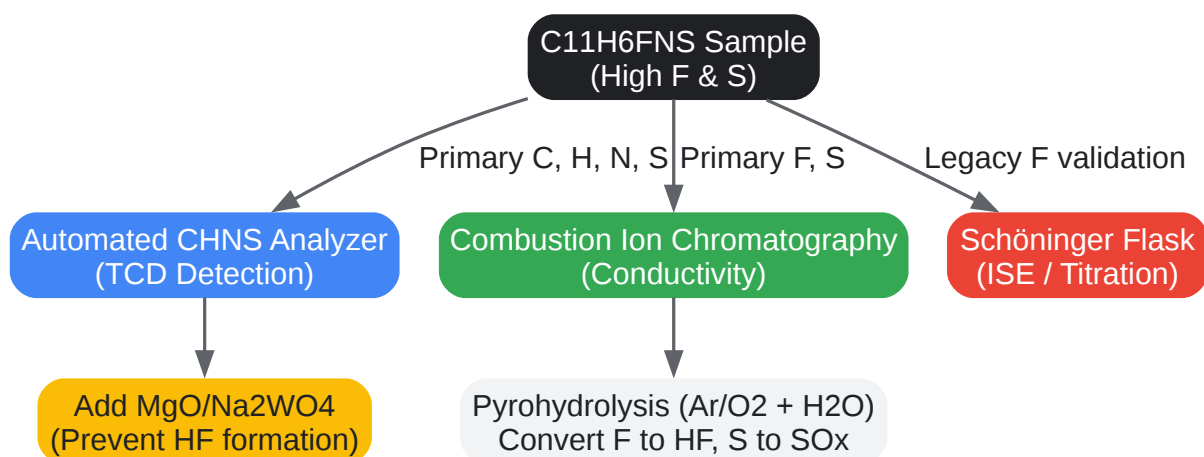 C11H6FNS Sample
(High F & S)
Primary C, H, N, S
Primary F, S
Legacy F validation
Automated CHNS Analyzer
(TCD Detection)
Combustion Ion Chromatography
(Conductivity)
Schöninger Flask
(ISE / Titration)
Add MgO/Na2WO4
(Prevent HF formation)
Pyrohydrolysis (Ar/O2 + H2O)
Convert F to HF, S to SOx